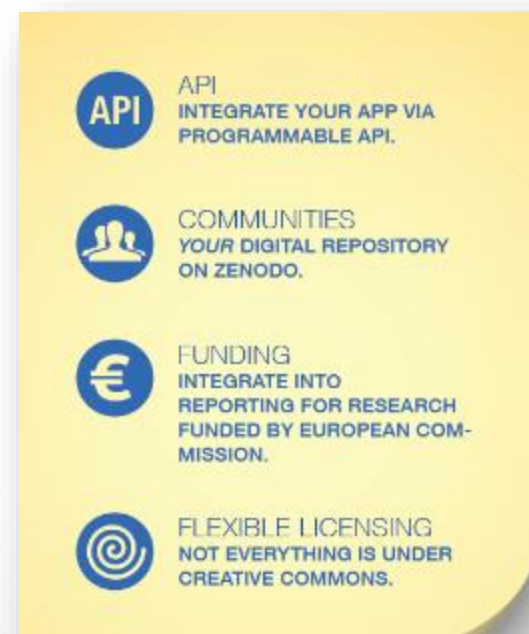 API
API
INTEGRATE YOUR APP VIA
PROGRAMMABLE API.
COMMUNITIES
YOUR DIGITAL REPOSITORY
ON ZENODO.
€
FUNDING
INTEGRATE INTO
REPORTING FOR RESEARCH
FUNDED BY EUROPEAN COM-
MISSION.
FLEXIBLE LICENSING
NOT EVERYTHING IS UNDER
CREATIVE COMMONS.